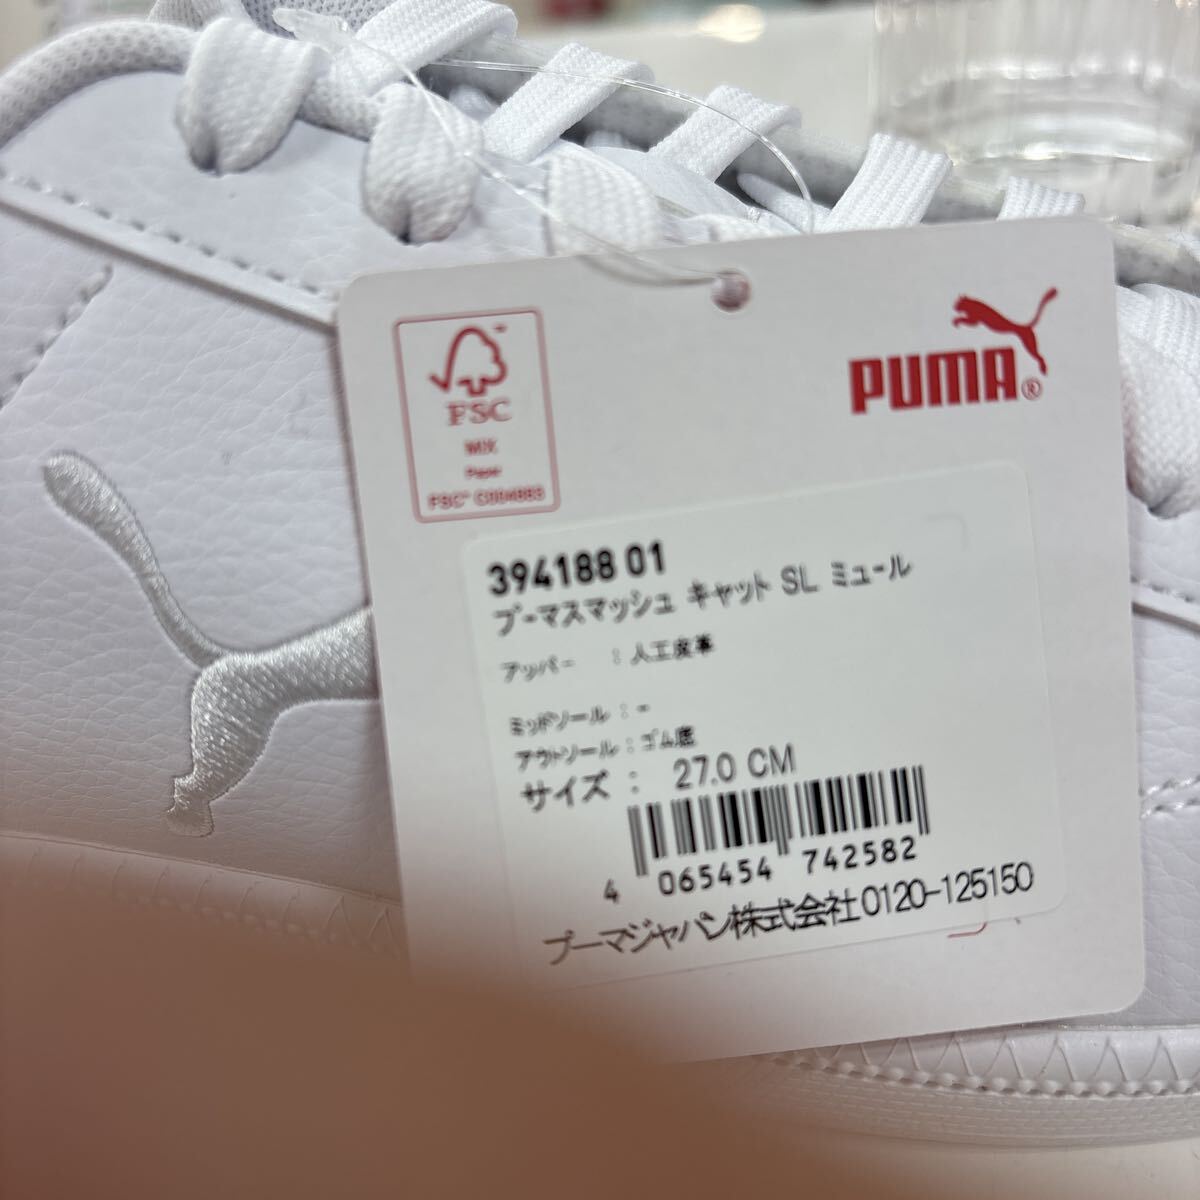 FSC
MIX
Paper
FSC® C004883
PUMA®
394188 01
プーマスマッシュ キャット SL ミュール
アッパー : 人工皮革
ミッドソール : -
アウトソール : ゴム底
サイズ : 27.0 CM
4 065454 742582
プーマジャパン株式会社 0120-125150